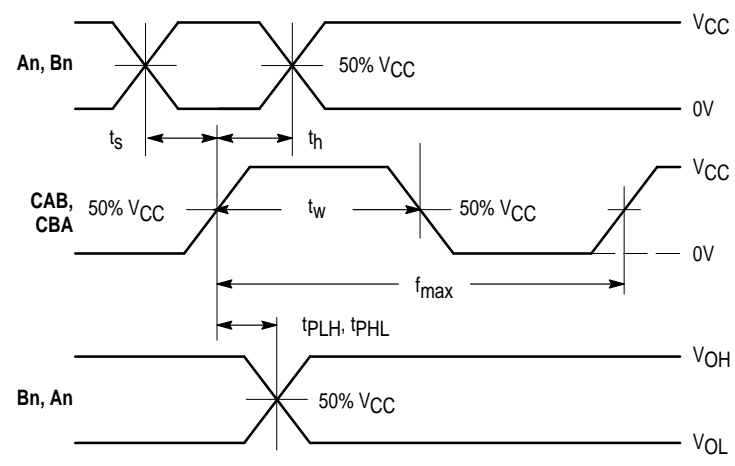 VCC
An, Bn
50% VCC
0V
ts
th
VCC
CAB,
CBA
50% VCC
tw
50% VCC
0V
fmax
tPLH, tPHL
VOH
Bn, An
50% VCC
VOL